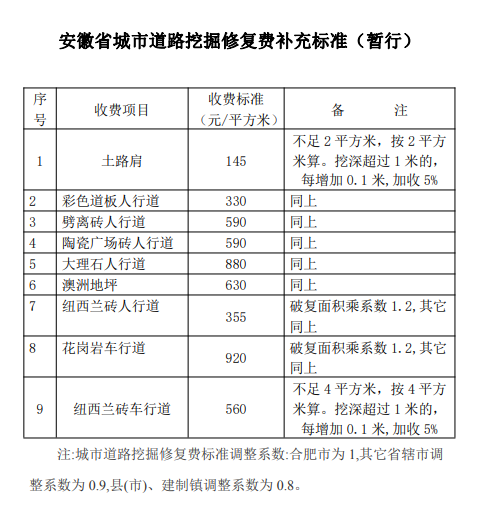 安徽省城市道路挖掘修复费补充标准（暂行）
序号 收费项目 收费标准（元/平方米） 备 注
1 土路肩 145 不足2平方米，按2平方米算。挖深超过1米的，每增加0.1米,加收5%
2 彩色道板人行道 330 同上
3 劈离砖人行道 590 同上
4 陶瓷广场砖人行道 590 同上
5 大理石人行道 880 同上
6 澳洲地坪 630 同上
7 纽西兰砖人行道 355 破复面积乘系数1.2,其它同上
8 花岗岩车行道 920 破复面积乘系数1.2,其它同上
9 纽西兰砖车行道 560 不足4平方米，按4平方米算。挖深超过1米的，每增加0.1米,加收5%
注:城市道路挖掘修复费标准调整系数:合肥市为1,其它省辖市调
整系数为0.9,县(市)、建制镇调整系数为0.8。